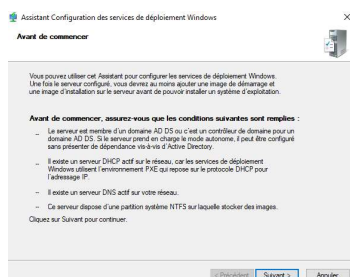 Assistant Configuration des services de déploiement Windows
Avant de commencer
Vous pouvez utiliser cet Assistant pour configurer les services de déploiement Windows.
Une fois le serveur configuré, vous devrez au moins ajouter une image de démarrage et
une image d'installation sur le serveur avant de pouvoir installer un système d'exploitation.
Avant de commencer, assurez-vous que les conditions suivantes sont remplies :
Le serveur est membre d'un domaine AD DS ou c'est un contrôleur de domaine pour un
domaine AD DS. Si le serveur prend en charge le mode autonome, il peut être configuré
sans présenter de dépendance vis-à-vis d'Active Directory.
Il existe un serveur DHCP actif sur le réseau, car les services de déploiement
Windows utilisent l'environnement PXE qui repose sur le protocole DHCP pour
l'adressage IP.
Il existe un serveur DNS actif sur votre réseau.
Ce serveur dispose d'une partition système NTFS sur laquelle stocker des images.
Cliquez sur Suivant pour continuer.
< Précédent Suivant > Annuler